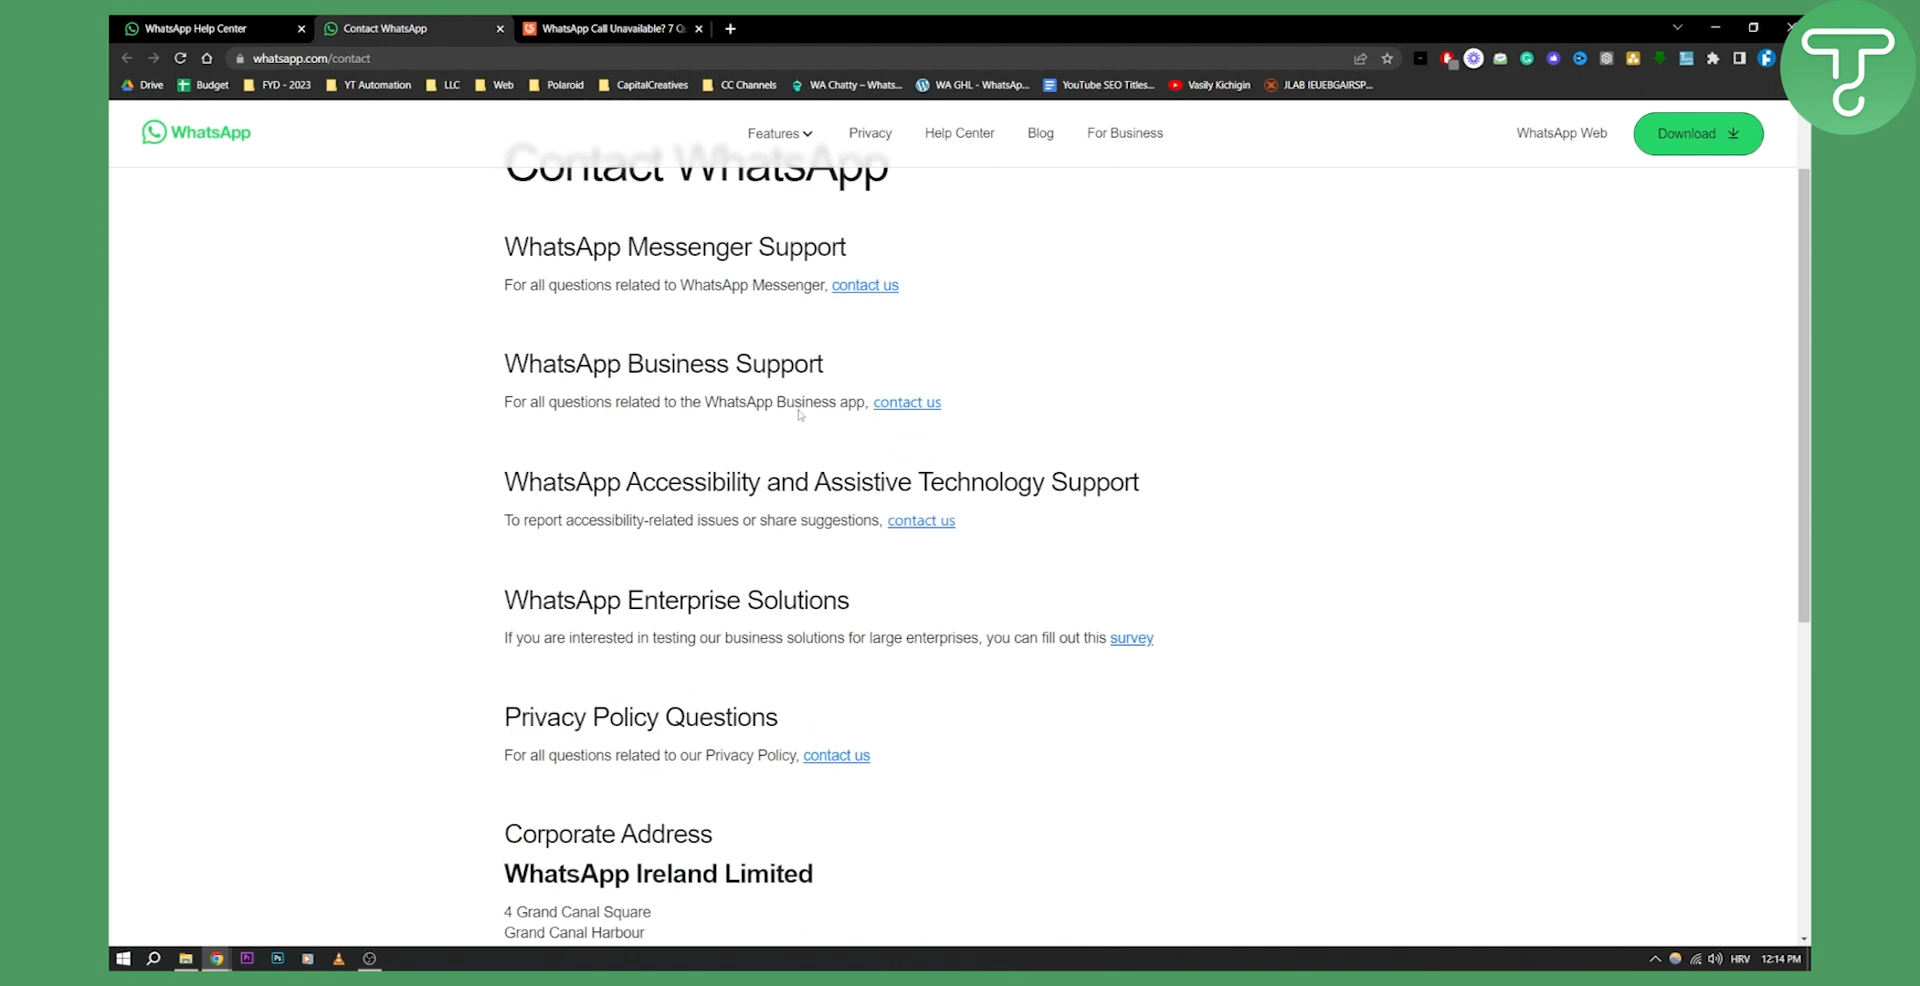 WhatsApp Help Center
Contact WhatsApp
WhatsApp Call Unavailable? 7 Q
whatsapp.com/contact
Drive
Budget
FYD - 2023
YT Automation
LLC
Web
Polaroid
CapitalCreatives
CC Channels
WA Chatty – Whats...
WA GHL - WhatsAp...
YouTube SEO Titles...
Vasily Kichigin
JLAB IEUEBGAIRSP...
WhatsApp
Features
Privacy
Help Center
Blog
For Business
WhatsApp Web
Download
Contact WhatsApp
WhatsApp Messenger Support
For all questions related to WhatsApp Messenger, contact us
WhatsApp Business Support
For all questions related to the WhatsApp Business app, contact us
WhatsApp Accessibility and Assistive Technology Support
To report accessibility-related issues or share suggestions, contact us
WhatsApp Enterprise Solutions
If you are interested in testing our business solutions for large enterprises, you can fill out this survey
Privacy Policy Questions
For all questions related to our Privacy Policy, contact us
Corporate Address
WhatsApp Ireland Limited
4 Grand Canal Square
Grand Canal Harbour
Pr
Ps
HRV
12:14 PM